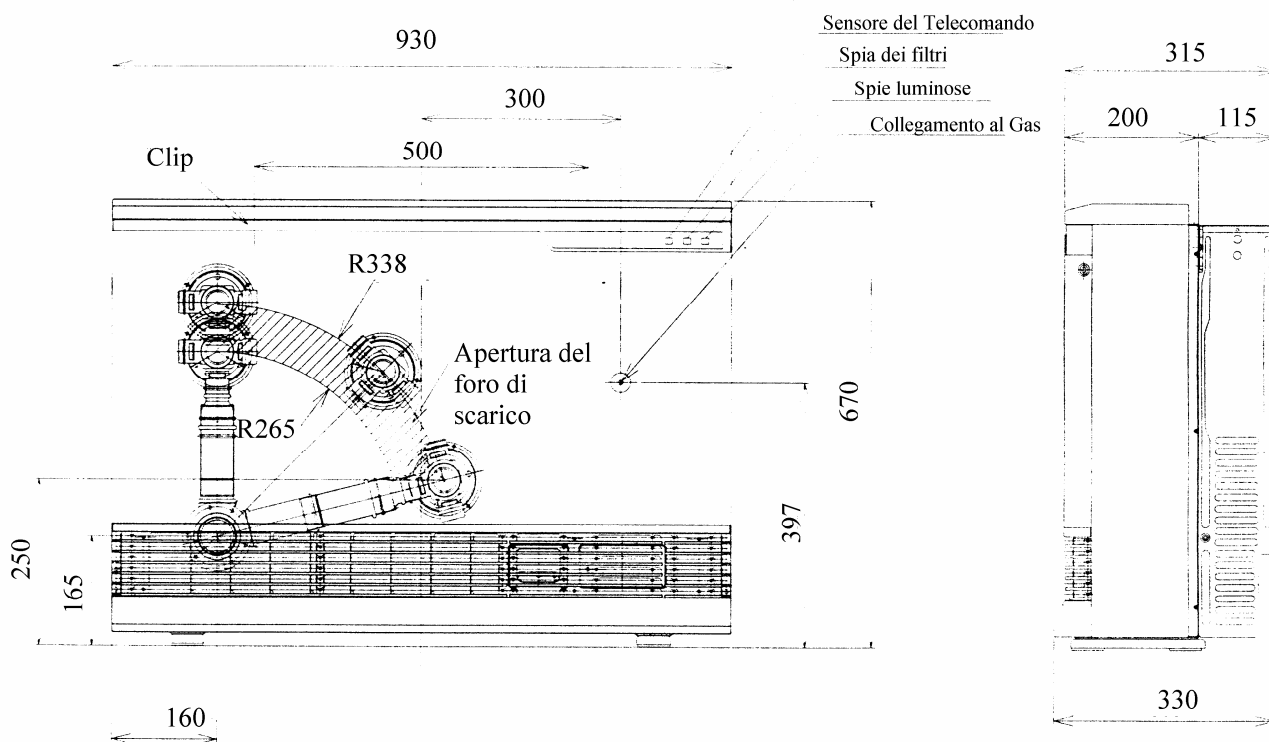 Sensore del Telecomando
930
Spia dei filtri
315
Spie luminose
300
200
115
Collegamento al Gas
500
Clip
R338
Apertura del
foro di
scarico
R265
670
397
250
165
160
330